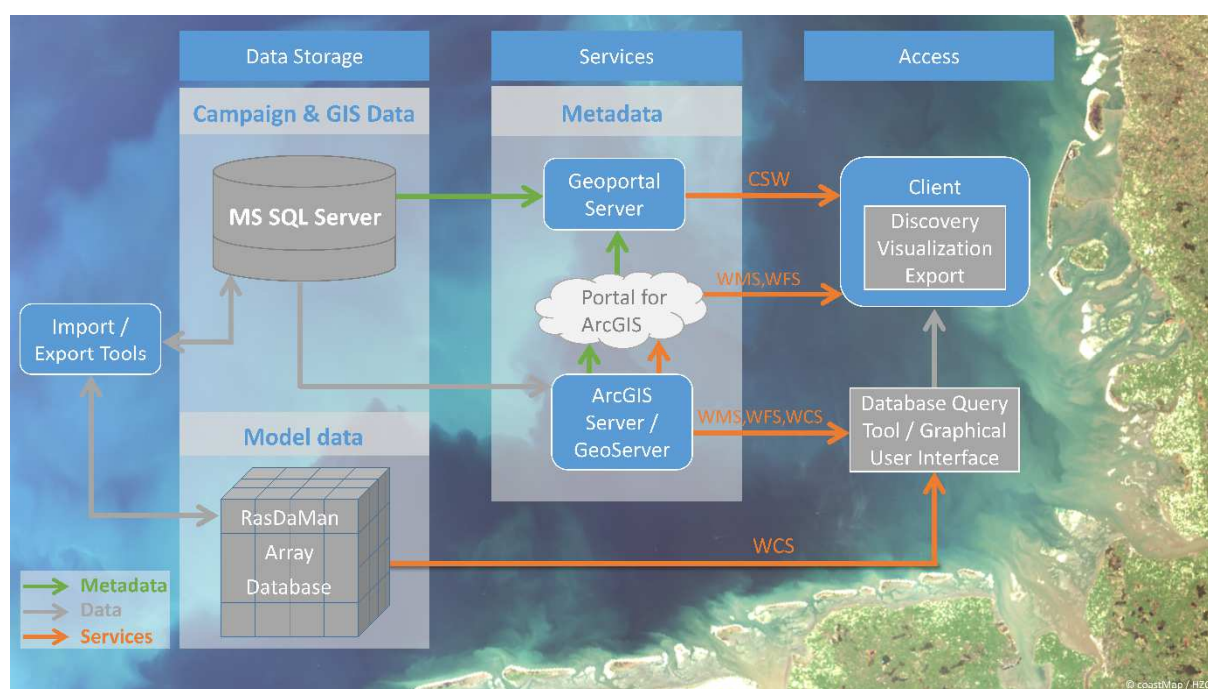 Data Storage
Services
Access
Campaign & GIS Data
Metadata
MS SQL Server
Geoportal
Server
CSW
Client
Discovery
Visualization
Export
Import /
Export Tools
Portal for
ArcGIS
WMS,WFS
ArcGIS
Server /
GeoServer
WMS,WFS,WCS
Database Query
Tool / Graphical
User Interface
Model data
RasDaMan
Array
Database
WCS
Metadata
Data
Services
© coastMap / HZG